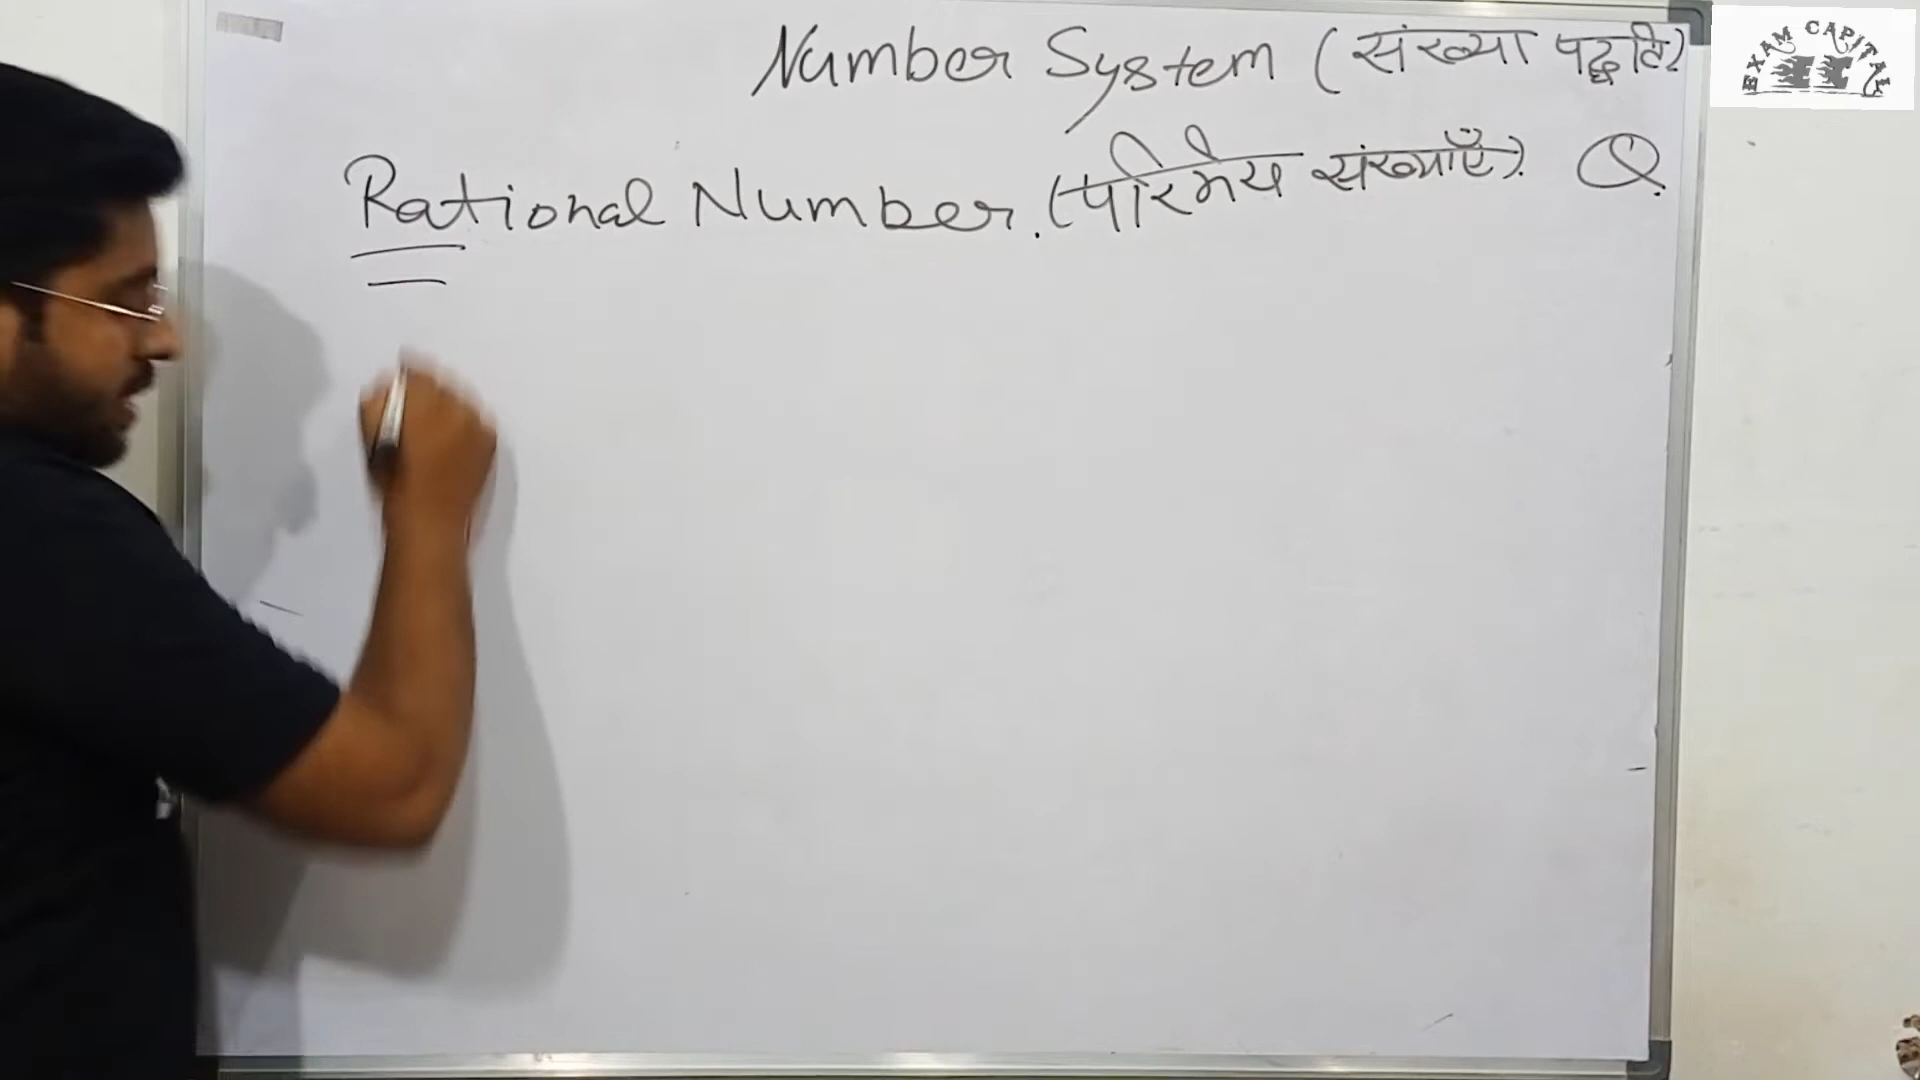 Number System (संख्या पद्धति)
EXAM CAPITAL
Rational Number. (परिमेय संख्याएँ). Q.